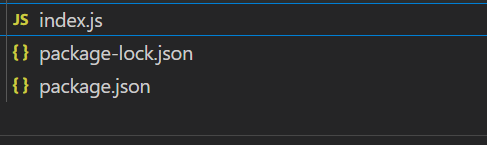 JS index.js
{ } package-lock.json
{ } package.json